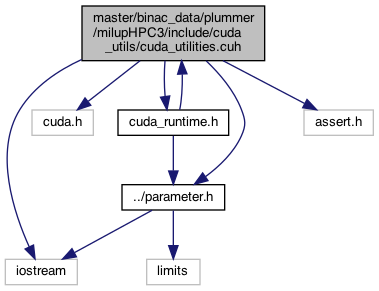 master/binac_data/plummer
/milupHPC3/include/cuda
_utils/cuda_utilities.cuh
cuda.h
cuda_runtime.h
assert.h
../parameter.h
iostream
limits